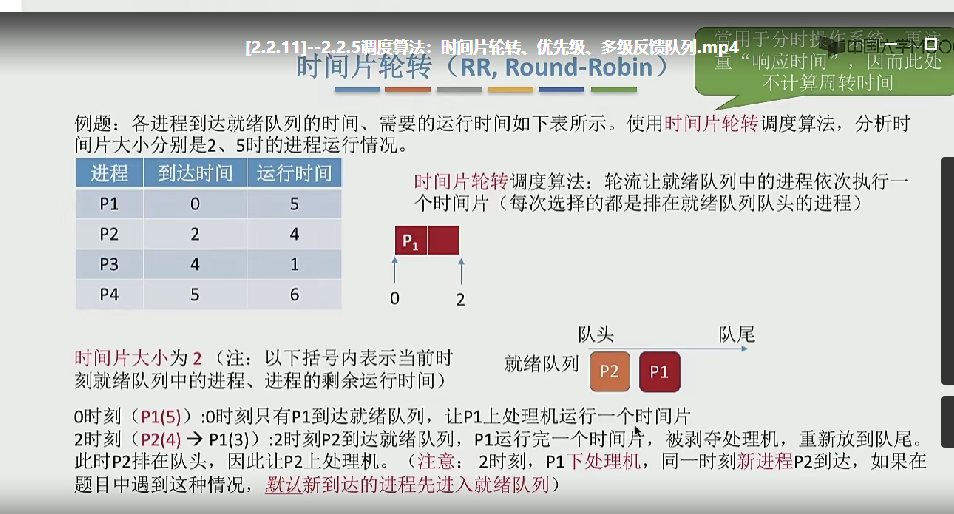 [2.2.11]--2.2.5调度算法：时间片轮转、优先级、多级反馈队列.mp4
中国大学MOOC
常用于分时操作系统，更注
重“响应时间”，因而此处
不计算周转时间
时间片轮转（RR, Round-Robin）
例题：各进程到达就绪队列的时间、需要的运行时间如下表所示。使用时间片轮转调度算法，分析时
间片大小分别是2、5时的进程运行情况。
进程 到达时间 运行时间
P1 0 5
P2 2 4
P3 4 1
P4 5 6
时间片轮转调度算法：轮流让就绪队列中的进程依次执行一
个时间片（每次选择的都是排在就绪队列队头的进程）
P1
0 2
队头 队尾
就绪队列 P2 P1
时间片大小为 2（注：以下括号内表示当前时
刻就绪队列中的进程、进程的剩余运行时间）
0时刻（P1(5)）:0时刻只有P1到达就绪队列，让P1上处理机运行一个时间片
2时刻（P2(4) → P1(3)）:2时刻P2到达就绪队列，P1运行完一个时间片，被剥夺处理机，重新放到队尾。
此时P2排在队头，因此让P2上处理机。（注意： 2时刻，P1下处理机，同一时刻新进程P2到达，如果在
题目中遇到这种情况，默认新到达的进程先进入就绪队列）